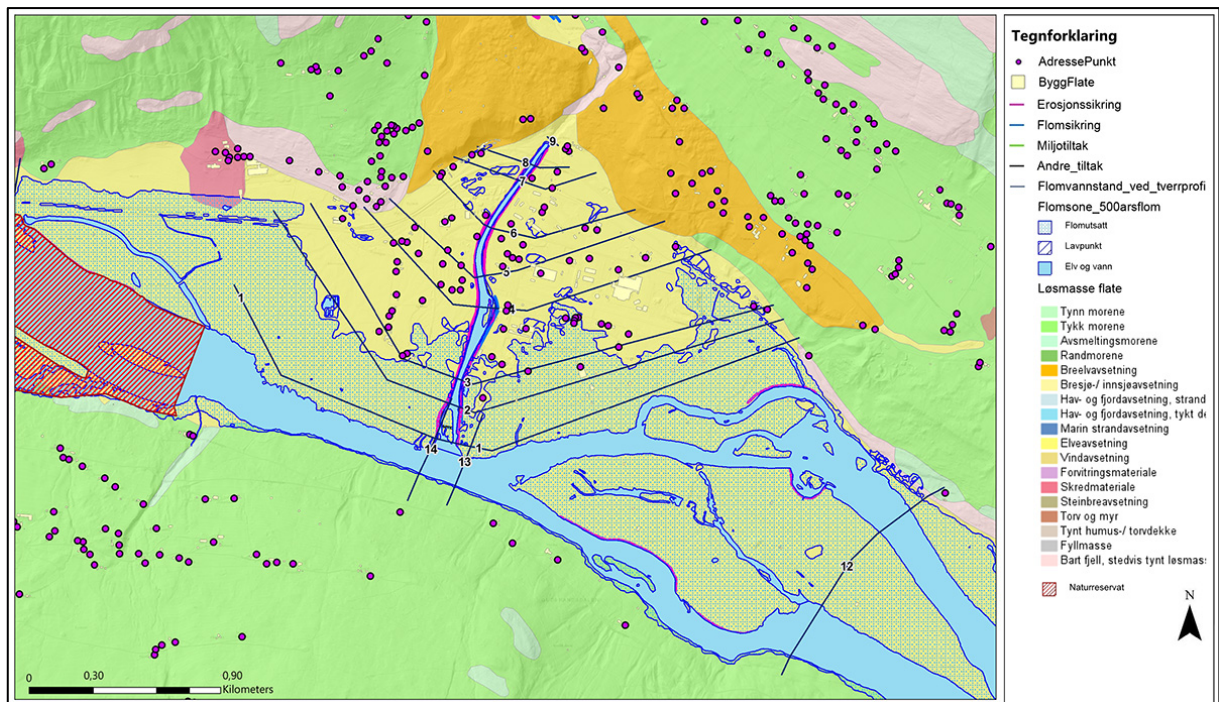 9.
8
7
6
5
4
3
2
1
1
14
13
12
0
0,30
0,90
Kilometers
Tegnforklaring
AdressePunkt
ByggFlate
Erosjonssikring
Flomsikring
Miljotiltak
Andre_tiltak
Flomvannstand_ved_tverrprofi
Flomsone_500arsflom
Flomutsatt
Lavpunkt
Elv og vann
Løsmasse flate
Tynn morene
Tykk morene
Avsmeltingsmorene
Randmorene
Breelvavsetning
Bresjø-/ innsjøavsetning
Hav- og fjordavsetning, strand
Hav- og fjordavsetning, tykt de
Marin strandavsetning
Elveavsetning
Vindavsetning
Forvitringsmateriale
Skredmateriale
Steinbreavsetning
Torv og myr
Tynt humus-/ torvdekke
Fyllmasse
Bart fjell, stedvis tynt løsmas
Naturreservat
N